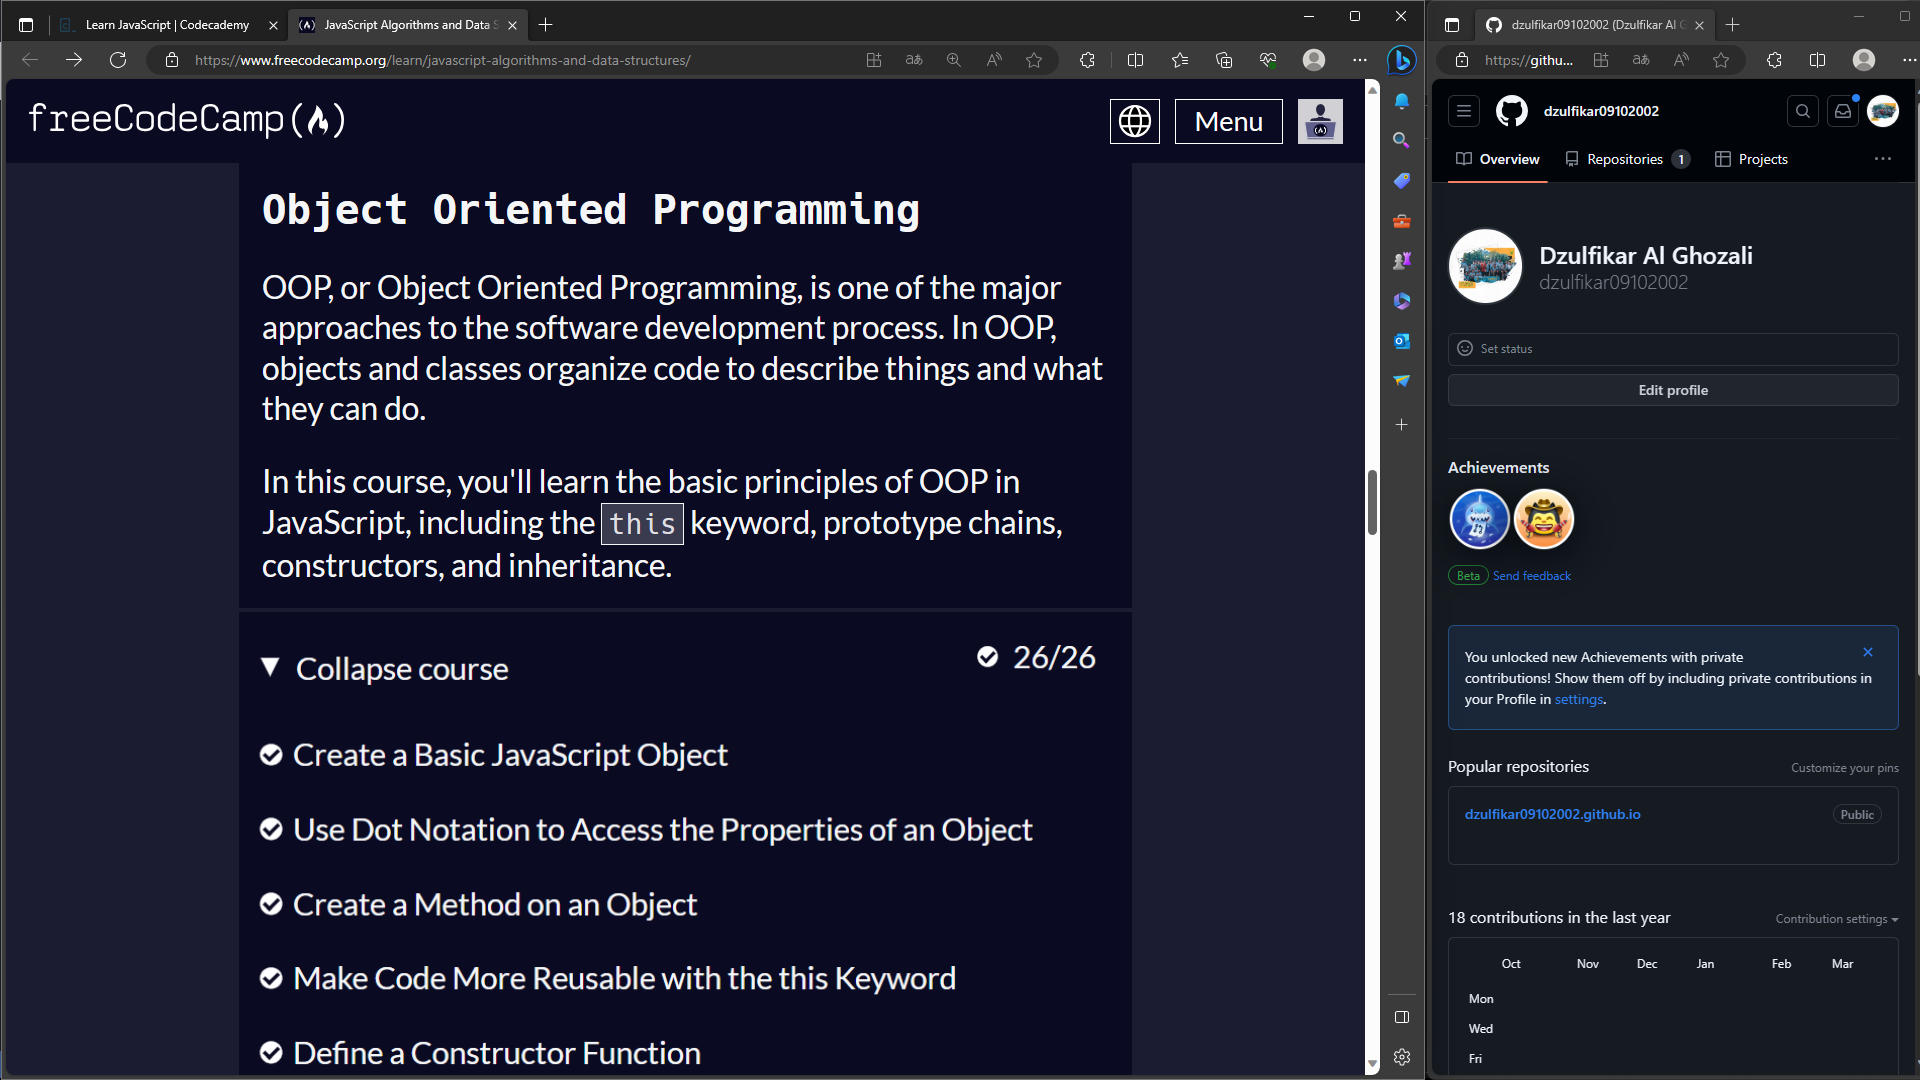 Learn JavaScript | Codecademy
JavaScript Algorithms and Data S
https://www.freecodecamp.org/learn/javascript-algorithms-and-data-structures/
freeCodeCamp(🔥)
Menu
Object Oriented Programming
OOP, or Object Oriented Programming, is one of the major
approaches to the software development process. In OOP,
objects and classes organize code to describe things and what
they can do.
In this course, you'll learn the basic principles of OOP in
JavaScript, including the this keyword, prototype chains,
constructors, and inheritance.
Collapse course
26/26
Create a Basic JavaScript Object
Use Dot Notation to Access the Properties of an Object
Create a Method on an Object
Make Code More Reusable with the this Keyword
Define a Constructor Function
dzulfikar09102002 (Dzulfikar Al G
https://githu...
dzulfikar09102002
Overview
Repositories 1
Projects
Dzulfikar Al Ghozali
dzulfikar09102002
Set status
Edit profile
Achievements
Beta Send feedback
You unlocked new Achievements with private
contributions! Show them off by including private contributions in
your Profile in settings.
Popular repositories
Customize your pins
dzulfikar09102002.github.io
Public
18 contributions in the last year
Contribution settings
Oct Nov Dec Jan Feb Mar
Mon
Wed
Fri